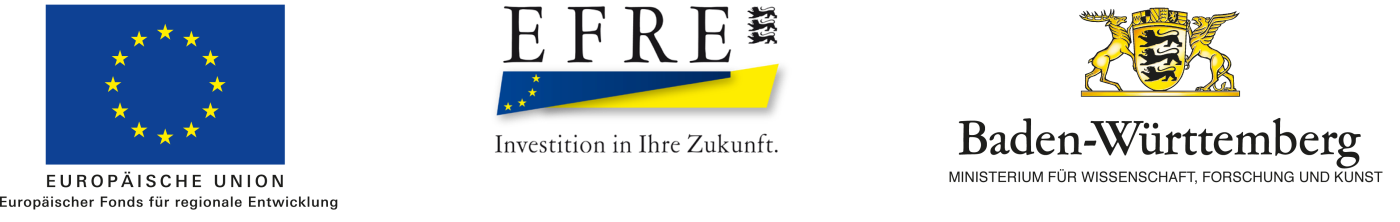 EUROPÄISCHE UNION
Europäischer Fonds für regionale Entwicklung
EFRE
Investition in Ihre Zukunft.
Baden-Württemberg
MINISTERIUM FÜR WISSENSCHAFT, FORSCHUNG UND KUNST